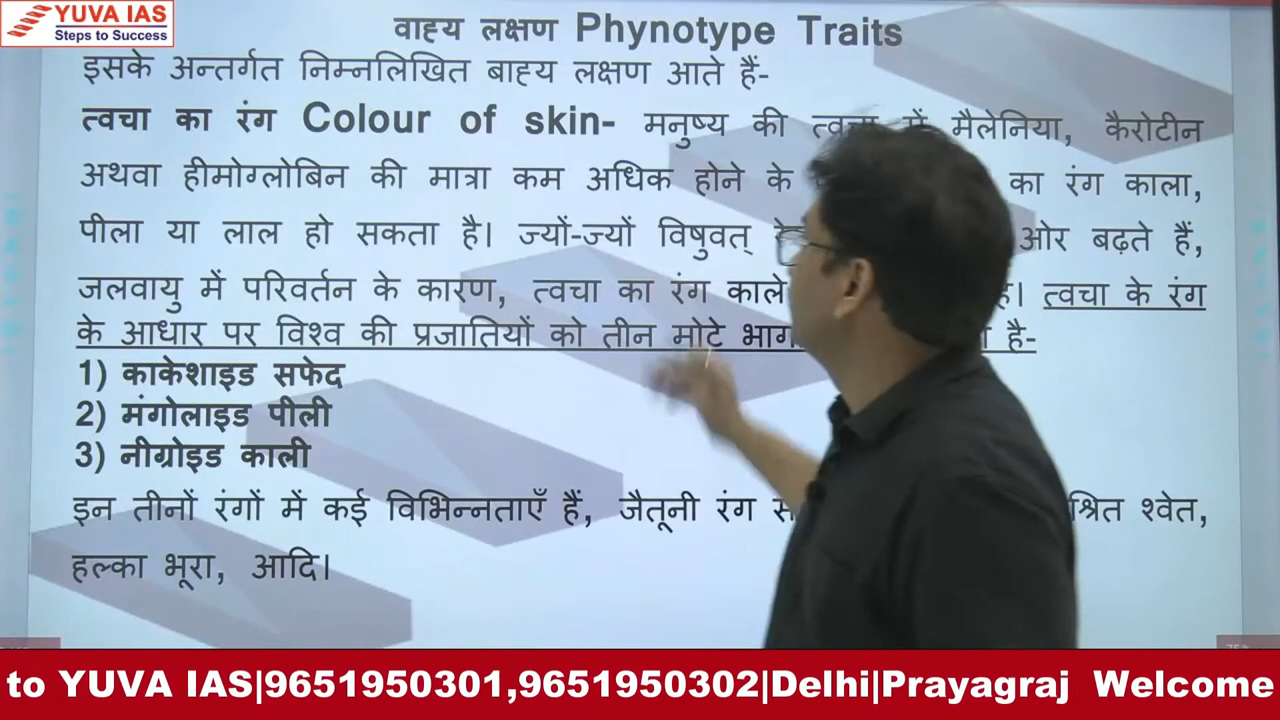 YUVA IAS
Steps to Success
वाह्य लक्षण Phynotype Traits
इसके अन्तर्गत निम्नलिखित बाह्य लक्षण आते हैं-
त्वचा का रंग Colour of skin- मनुष्य की त्वचा में मैलेनिया, कैरोटीन
अथवा हीमोग्लोबिन की मात्रा कम अधिक होने के का रंग काला,
पीला या लाल हो सकता है। ज्यों-ज्यों विषुवत् ओर बढ़ते हैं,
जलवायु में परिवर्तन के कारण, त्वचा का रंग काले त्वचा के रंग
के आधार पर विश्व की प्रजातियों को तीन मोटे है-
1) काकेशाइड सफेद
2) मंगोलाइड पीली
3) नीग्रोइड काली
इन तीनों रंगों में कई विभिन्नताएँ हैं, जैतूनी रंग श्वेत,
हल्का भूरा, आदि।
to YUVA IAS|9651950301,9651950302|Delhi|Prayagraj Welcome